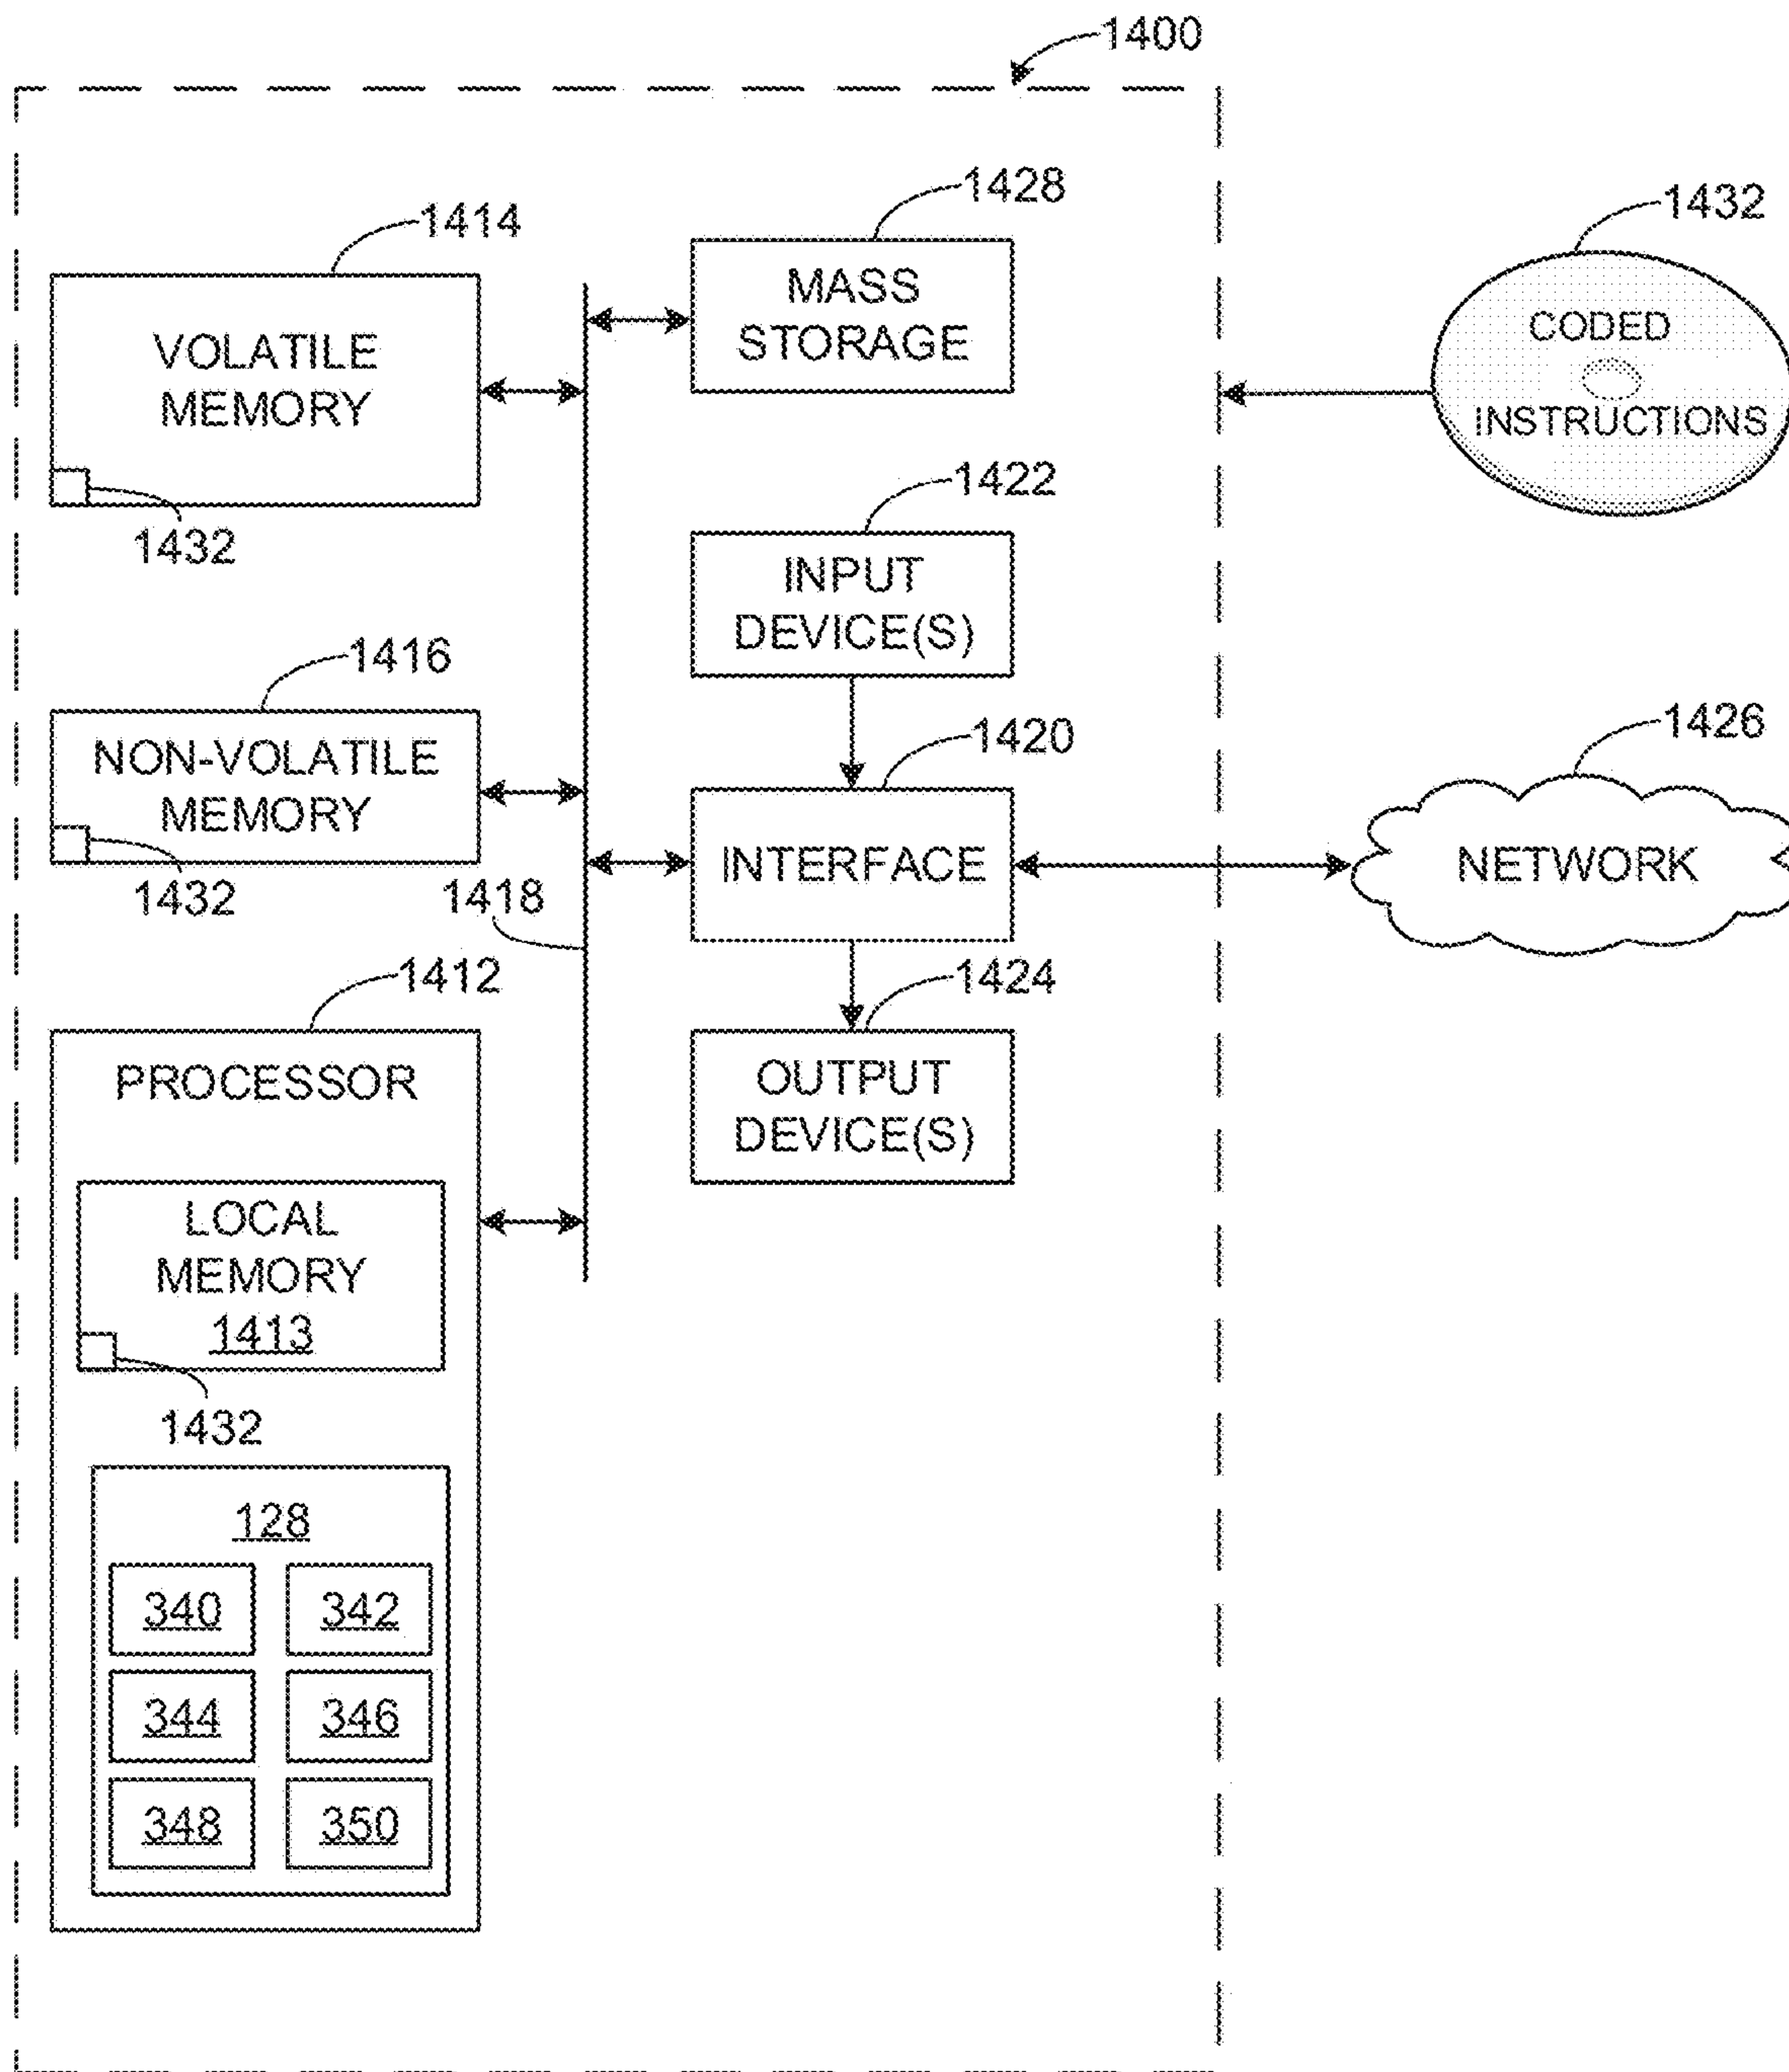 1400
1428
1432
1414
MASS
STORAGE
CODED
INSTRUCTIONS
VOLATILE
MEMORY
1422
1432
INPUT
DEVICE(S)
1416
1426
1420
NON-VOLATILE
MEMORY
INTERFACE
NETWORK
1432
1418
1412
1424
PROCESSOR
OUTPUT
DEVICE(S)
LOCAL
MEMORY
1413
1432
128
340
342
344
346
348
350